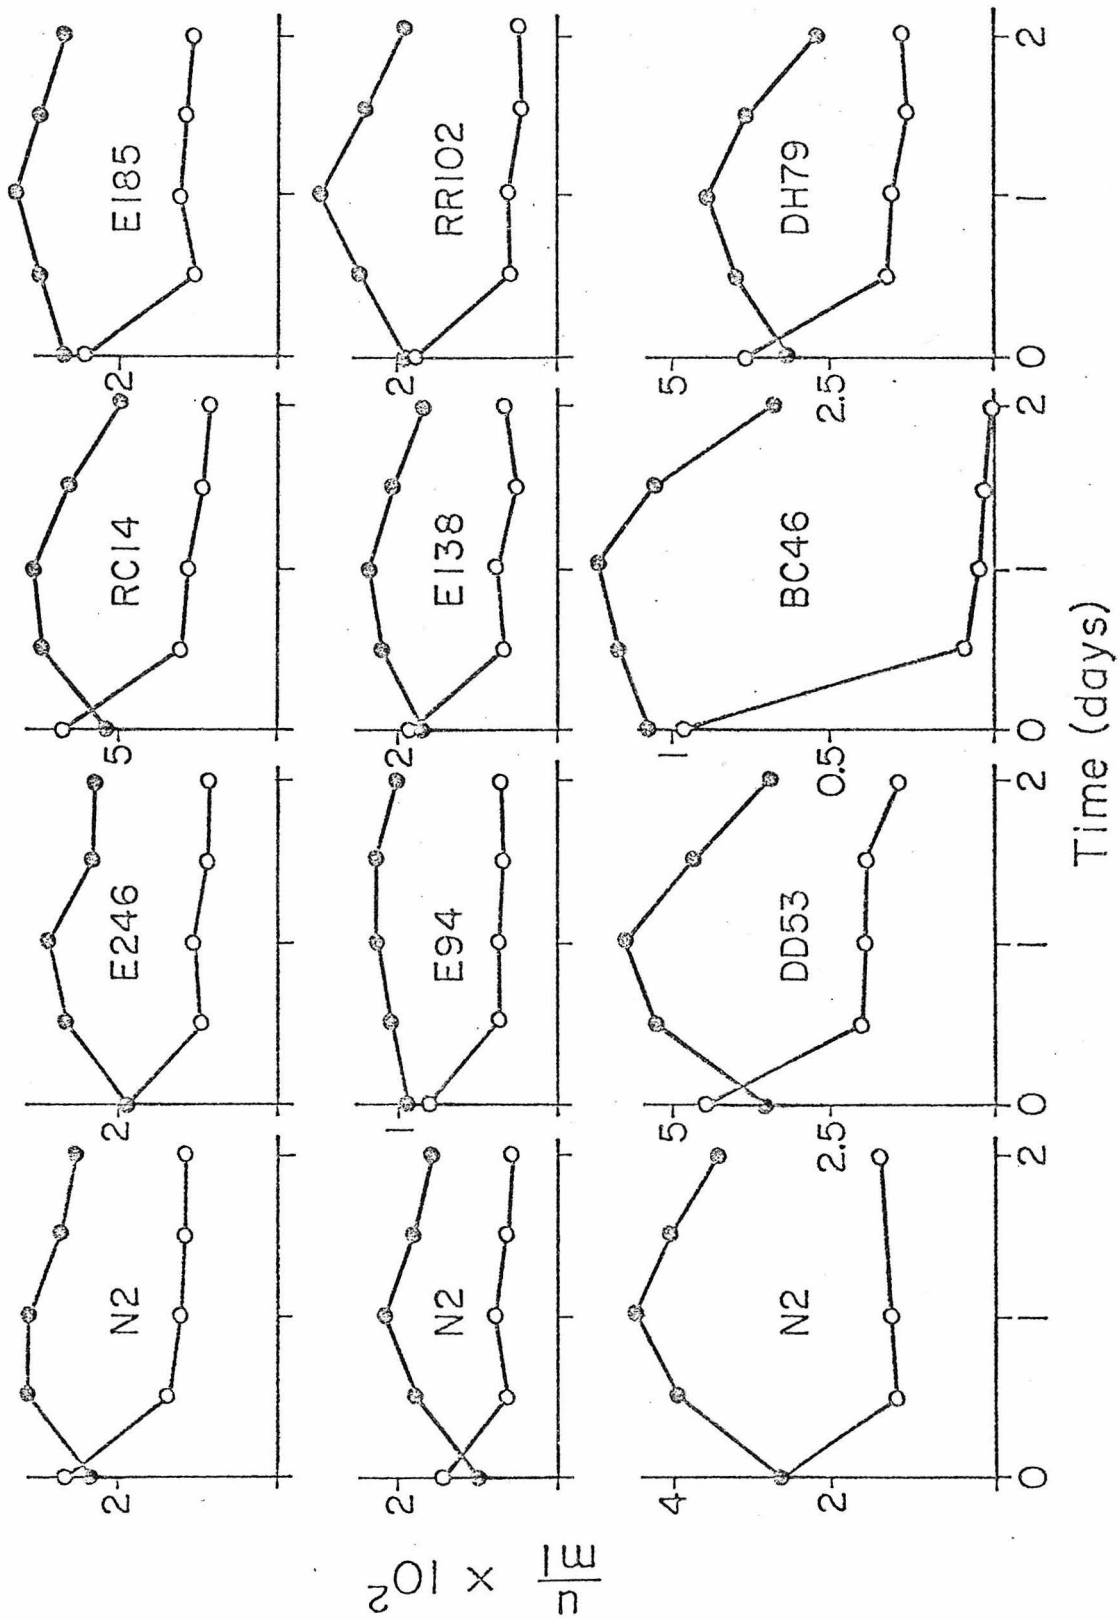 N2 E246 RC14 E185
2 2 5 2
N2 E94 E138 RR102
2 1 2 2
u/ml × 10²
4 5 1 5
N2 DD53 BC46 DH79
2 2.5 0.5 2.5
0 1 2 0 1 2 0 1 2 0 1 2
Time (days)